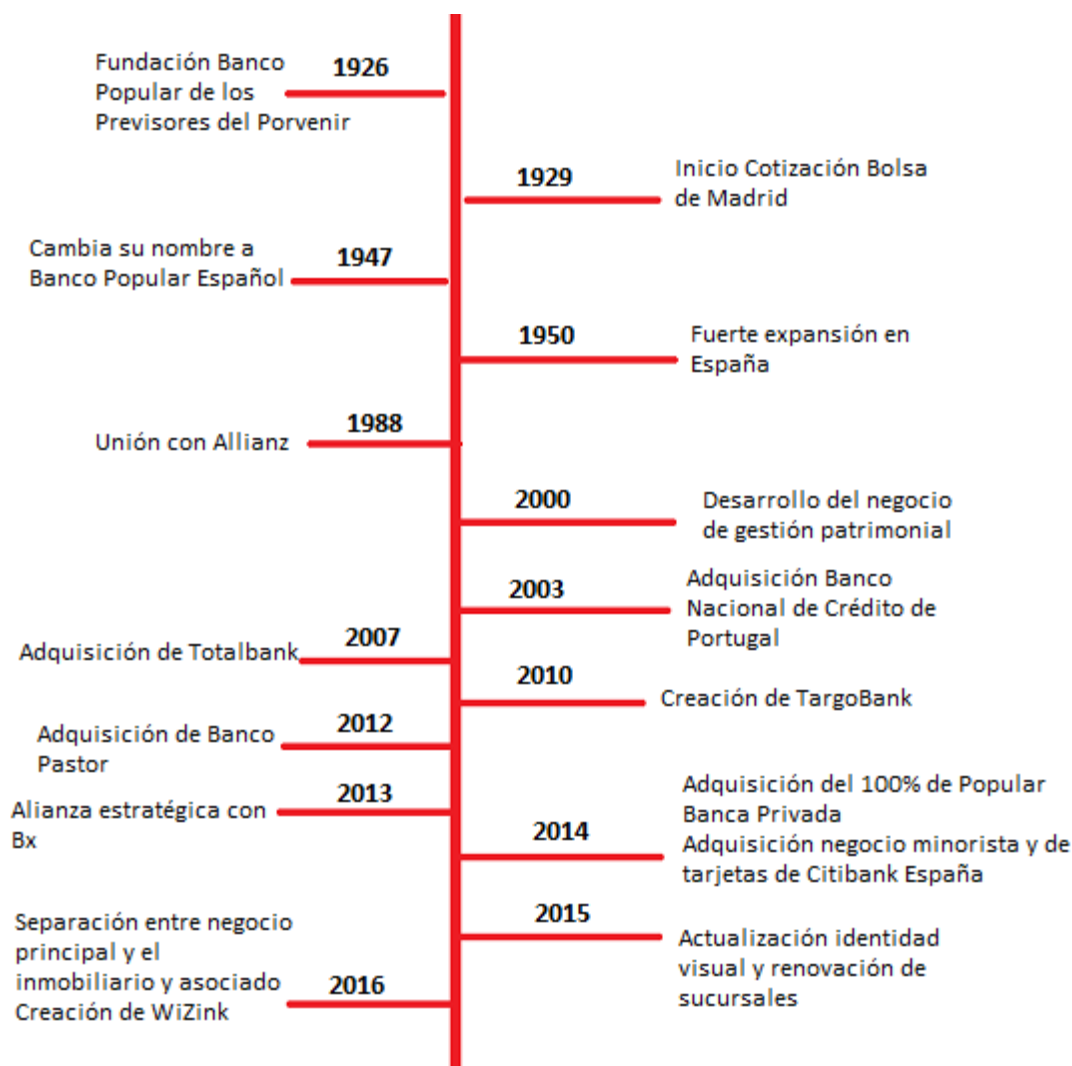 Fundación Banco
Popular de los
Previsores del Porvenir
1926
1929
Inicio Cotización Bolsa
de Madrid
Cambia su nombre a
Banco Popular Español
1947
1950
Fuerte expansión en
España
Unión con Allianz
1988
2000
Desarrollo del negocio
de gestión patrimonial
2003
Adquisición Banco
Nacional de Crédito de
Portugal
Adquisición de Totalbank
2007
2010
Creación de TargoBank
Adquisición de Banco
Pastor
2012
Alianza estratégica con
Bx
2013
2014
Adquisición del 100% de Popular
Banca Privada
Adquisición negocio minorista y de
tarjetas de Citibank España
2015
Actualización identidad
visual y renovación de
sucursales
Separación entre negocio
principal y el
inmobiliario y asociado
Creación de WiZink
2016